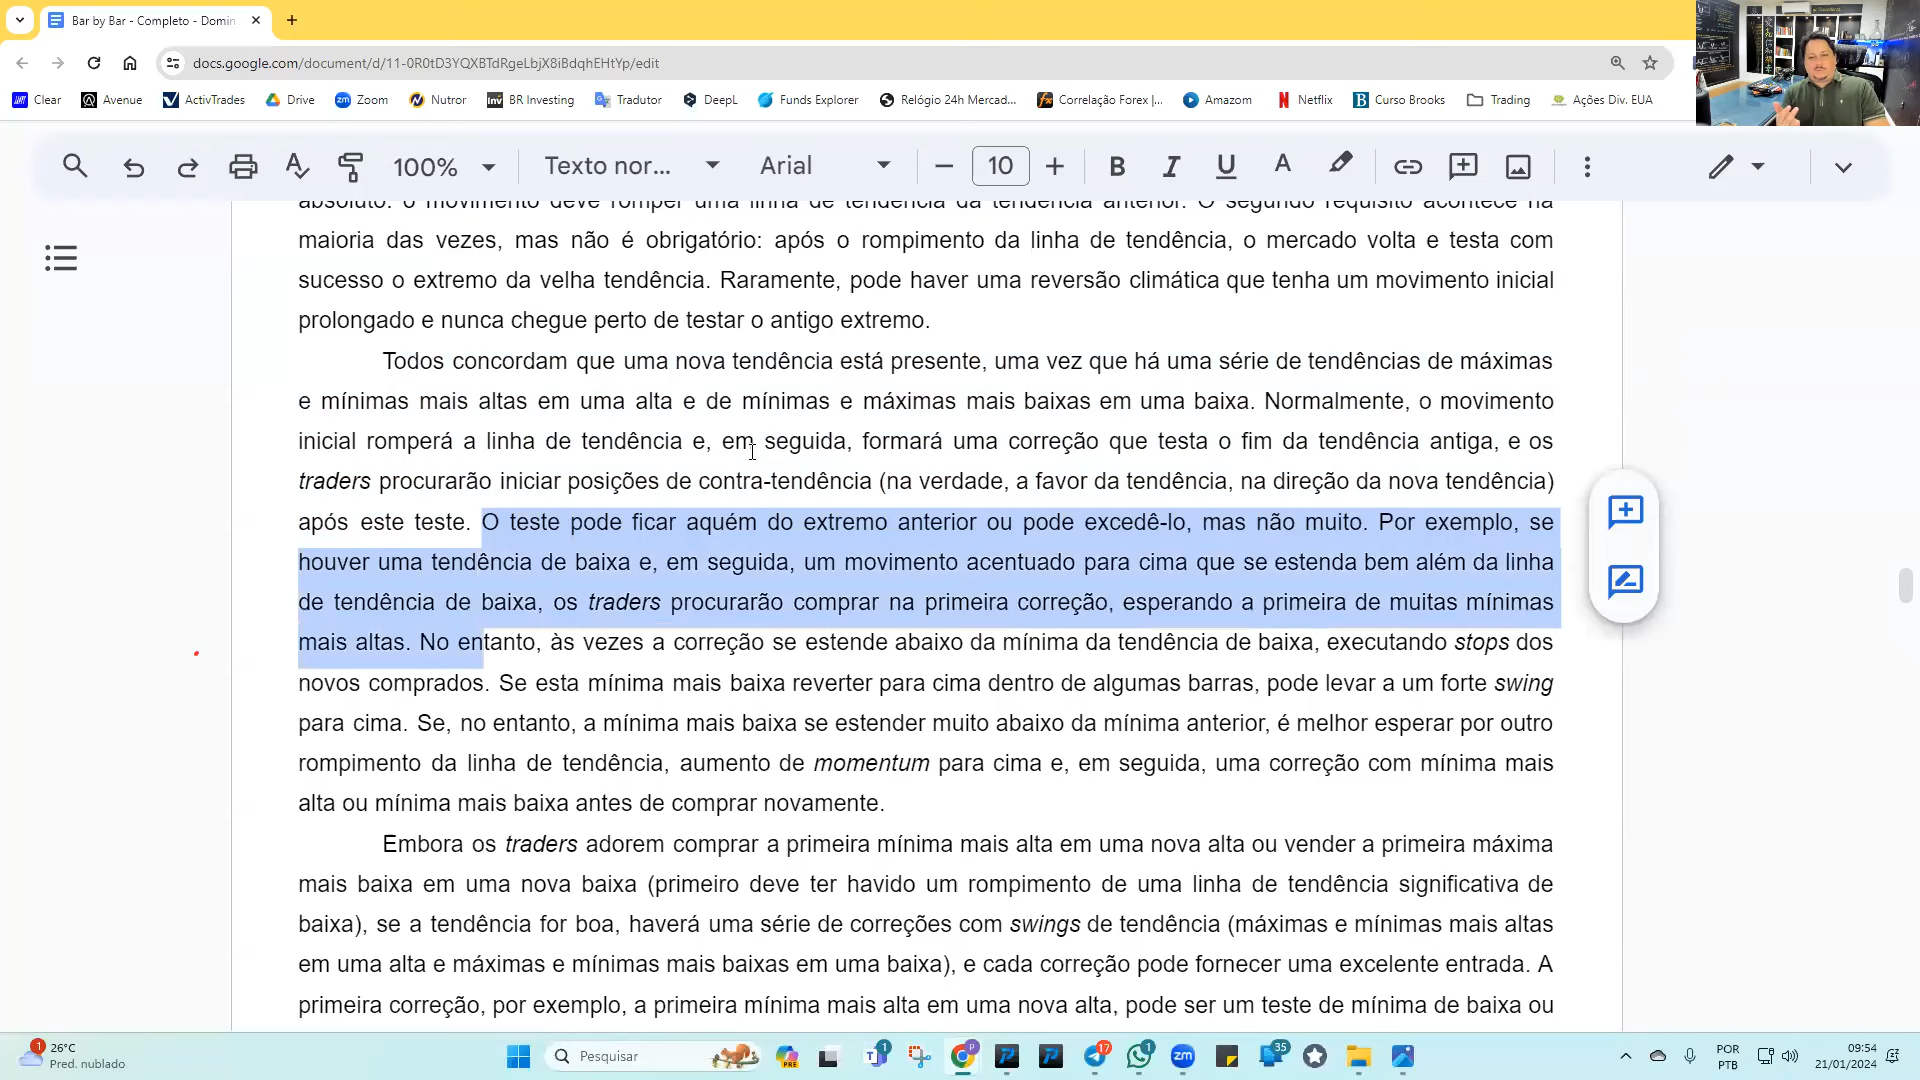 Bar by Bar - Completo - Domin
docs.google.com/document/d/11-0R0tD3YQXBTdRgeLbjX8iBdqhEHtYp/edit
Clear Avenue ActivTrades Drive Zoom Nutror BR Investing Tradutor DeepL Funds Explorer Relógio 24h Mercad... Correlação Forex |... Amazom Netflix Curso Brooks Trading Ações Div. EUA
100% Texto nor... Arial 10
absoluto: o movimento deve romper uma linha de tendência da tendência anterior. O segundo requisito acontece na
maioria das vezes, mas não é obrigatório: após o rompimento da linha de tendência, o mercado volta e testa com
sucesso o extremo da velha tendência. Raramente, pode haver uma reversão climática que tenha um movimento inicial
prolongado e nunca chegue perto de testar o antigo extremo.
Todos concordam que uma nova tendência está presente, uma vez que há uma série de tendências de máximas
e mínimas mais altas em uma alta e de mínimas e máximas mais baixas em uma baixa. Normalmente, o movimento
inicial romperá a linha de tendência e, em seguida, formará uma correção que testa o fim da tendência antiga, e os
traders procurarão iniciar posições de contra-tendência (na verdade, a favor da tendência, na direção da nova tendência)
após este teste. O teste pode ficar aquém do extremo anterior ou pode excedê-lo, mas não muito. Por exemplo, se
houver uma tendência de baixa e, em seguida, um movimento acentuado para cima que se estenda bem além da linha
de tendência de baixa, os traders procurarão comprar na primeira correção, esperando a primeira de muitas mínimas
mais altas. No entanto, às vezes a correção se estende abaixo da mínima da tendência de baixa, executando stops dos
novos comprados. Se esta mínima mais baixa reverter para cima dentro de algumas barras, pode levar a um forte swing
para cima. Se, no entanto, a mínima mais baixa se estender muito abaixo da mínima anterior, é melhor esperar por outro
rompimento da linha de tendência, aumento de momentum para cima e, em seguida, uma correção com mínima mais
alta ou mínima mais baixa antes de comprar novamente.
Embora os traders adorem comprar a primeira mínima mais alta em uma nova alta ou vender a primeira máxima
mais baixa em uma nova baixa (primeiro deve ter havido um rompimento de uma linha de tendência significativa de
baixa), se a tendência for boa, haverá uma série de correções com swings de tendência (máximas e mínimas mais altas
em uma alta e máximas e mínimas mais baixas em uma baixa), e cada correção pode fornecer uma excelente entrada. A
primeira correção, por exemplo, a primeira mínima mais alta em uma nova alta, pode ser um teste de mínima de baixa ou
26°C
Pred. nublado
Pesquisar
1
17
1
zm
35
POR
PTB
09:54
21/01/2024